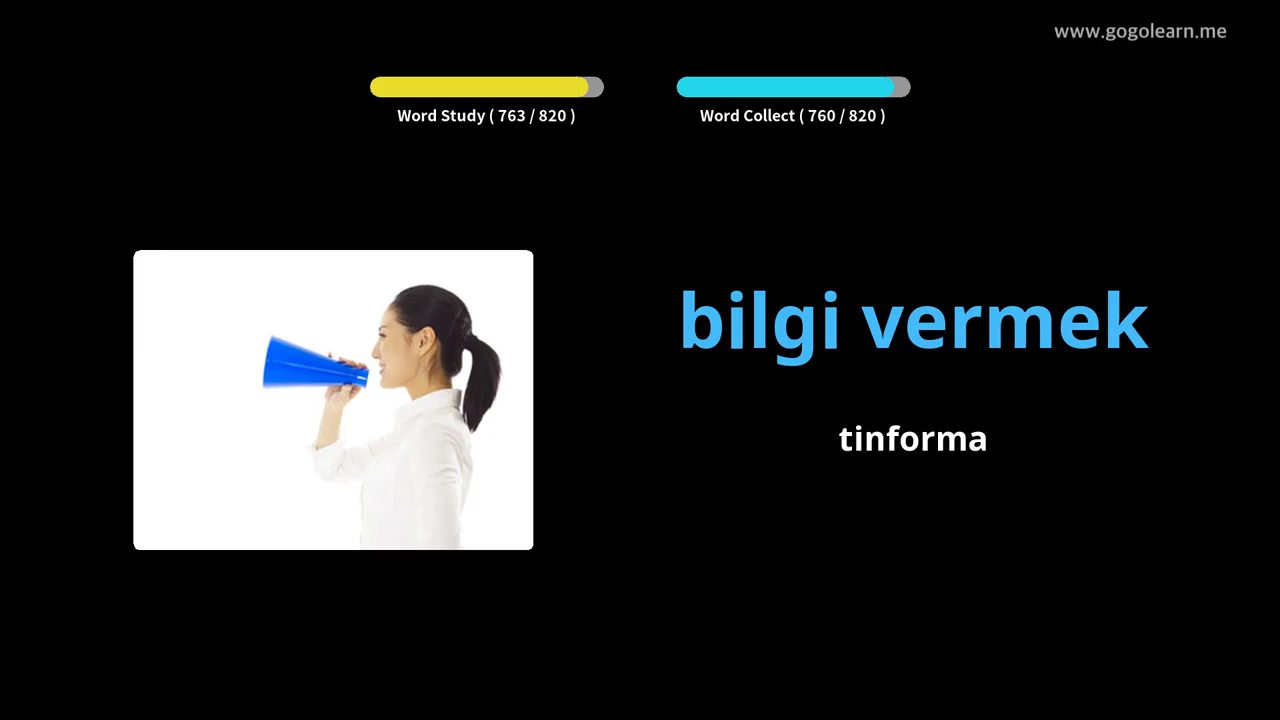 www.gogolearn.me
Word Study ( 763 / 820 )
Word Collect ( 760 / 820 )
bilgi vermek
tinforma